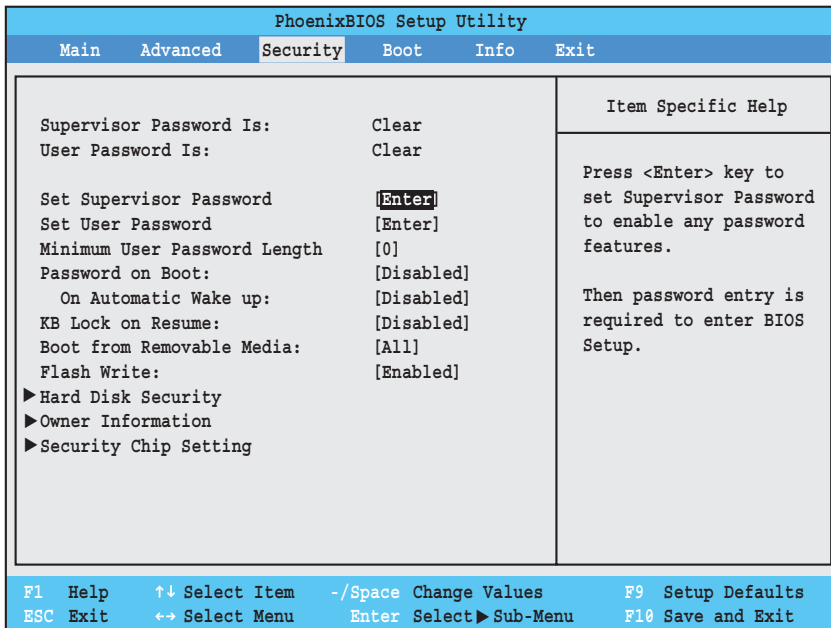 PhoenixBIOS Setup Utility
Main Advanced Security Boot Info Exit
Supervisor Password Is: Clear
User Password Is: Clear
Set Supervisor Password [Enter]
Set User Password [Enter]
Minimum User Password Length [0]
Password on Boot: [Disabled]
On Automatic Wake up: [Disabled]
KB Lock on Resume: [Disabled]
Boot from Removable Media: [All]
Flash Write: [Enabled]
▶Hard Disk Security
▶Owner Information
▶Security Chip Setting
Item Specific Help
Press <Enter> key to
set Supervisor Password
to enable any password
features.
Then password entry is
required to enter BIOS
Setup.
F1 Help ↑↓ Select Item -/Space Change Values F9 Setup Defaults
ESC Exit ←→ Select Menu Enter Select▶Sub-Menu F10 Save and Exit